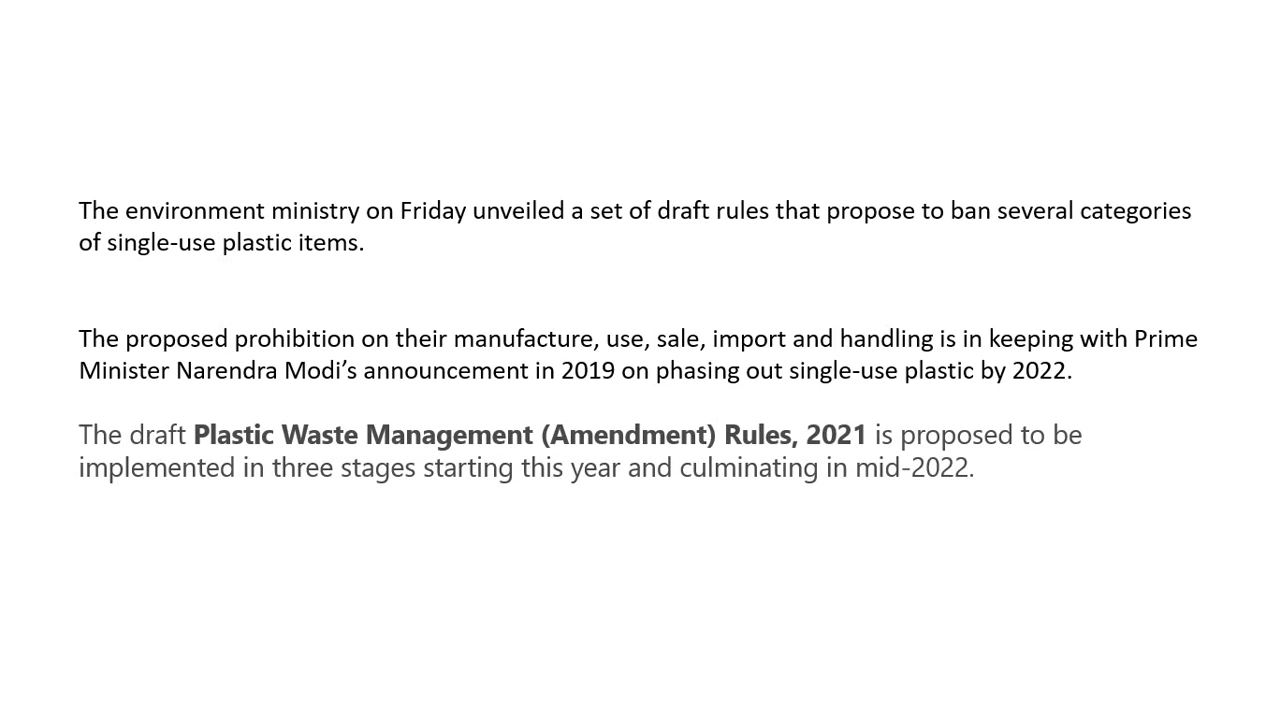 The environment ministry on Friday unveiled a set of draft rules that propose to ban several categories
of single-use plastic items.
The proposed prohibition on their manufacture, use, sale, import and handling is in keeping with Prime
Minister Narendra Modi’s announcement in 2019 on phasing out single-use plastic by 2022.
The draft Plastic Waste Management (Amendment) Rules, 2021 is proposed to be
implemented in three stages starting this year and culminating in mid-2022.